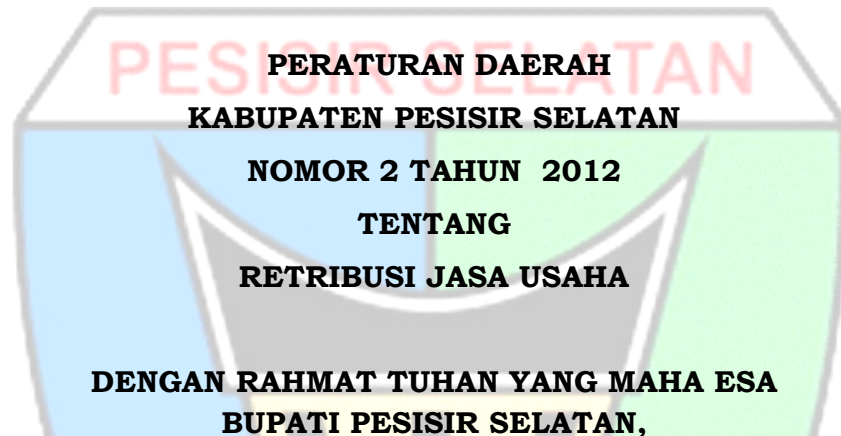 PESISIR SELATAN
PERATURAN DAERAH
KABUPATEN PESISIR SELATAN
NOMOR 2 TAHUN 2012
TENTANG
RETRIBUSI JASA USAHA
DENGAN RAHMAT TUHAN YANG MAHA ESA
BUPATI PESISIR SELATAN,